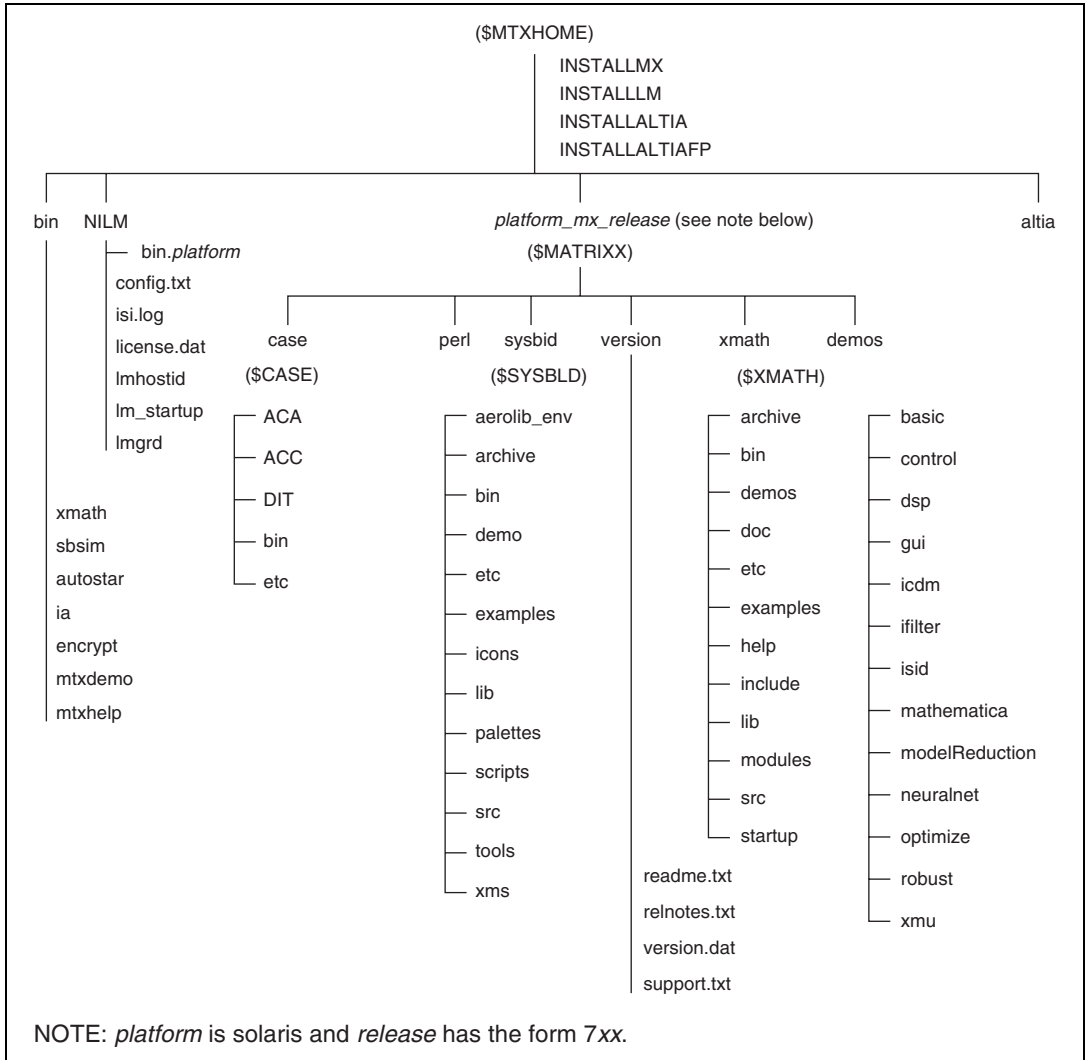 ($MTXHOME)
INSTALLMX
INSTALLLM
INSTALLALTIA
INSTALLALTIAFP
bin
NILM
platform_mx_release (see note below)
altia
bin.platform
config.txt
isi.log
license.dat
lmhostid
lm_startup
lmgrd
($MATRIXX)
case
perl
sysbid
version
xmath
demos
($CASE)
($SYSBLD)
($XMATH)
ACA
ACC
DIT
bin
etc
xmath
sbsim
autostar
ia
encrypt
mtxdemo
mtxhelp
aerolib_env
archive
bin
demo
etc
examples
icons
lib
palettes
scripts
src
tools
xms
archive
bin
demos
doc
etc
examples
help
include
lib
modules
src
startup
basic
control
dsp
gui
icdm
ifilter
isid
mathematica
modelReduction
neuralnet
optimize
robust
xmu
readme.txt
relnotes.txt
version.dat
support.txt
NOTE: platform is solaris and release has the form 7xx.